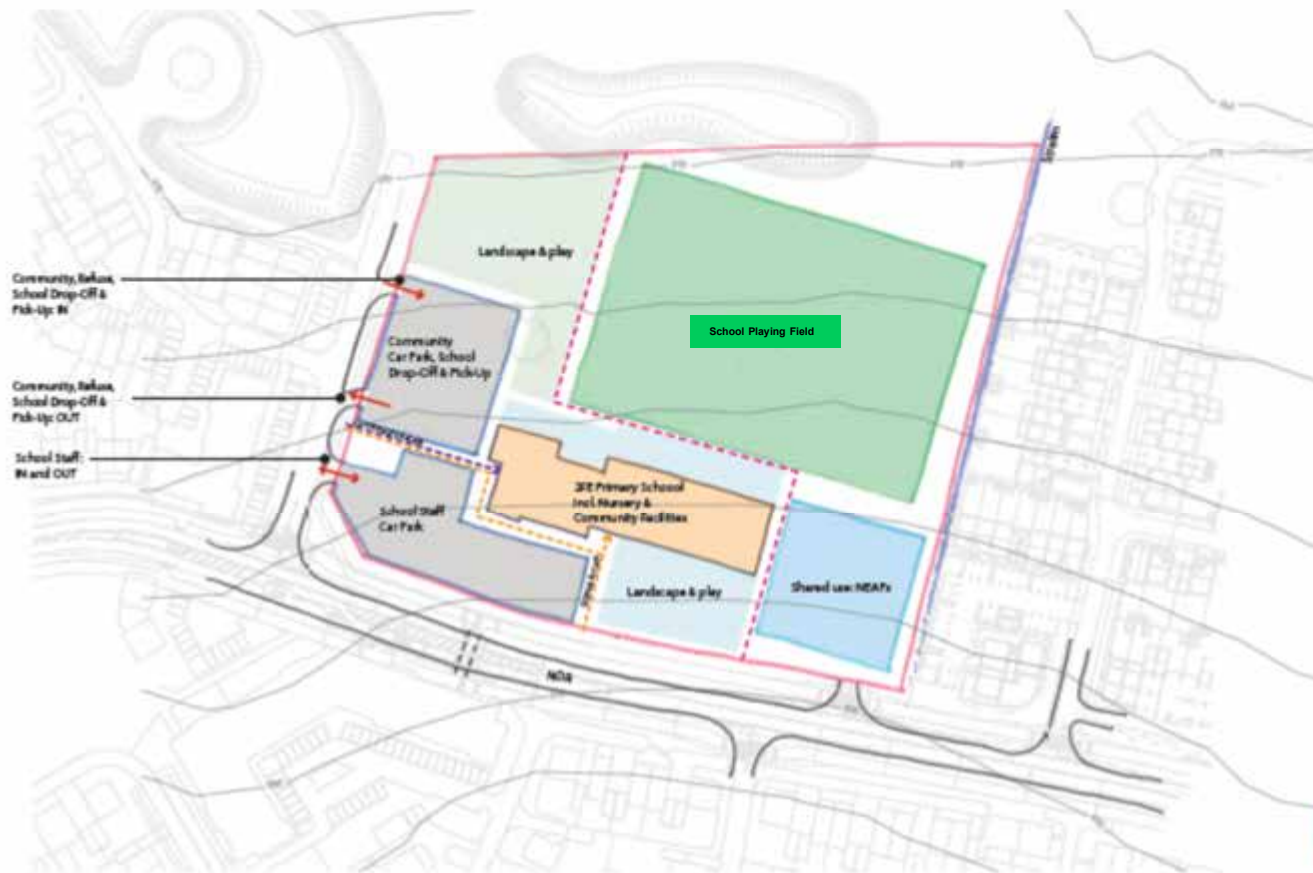 Landscape & play
Community, Refuse,
School Drop-Off &
Pick-Up: IN
School Playing Field
Community
Car Park, School
Drop-Off & Pick-Up
Community, Refuse,
School Drop-Off &
Pick-Up: OUT
School Staff:
IN and OUT
2FE Primary School
Incl. Nursery &
Community Facilities
School Staff
Car Park
Landscape & play
Shared use: NEAPs